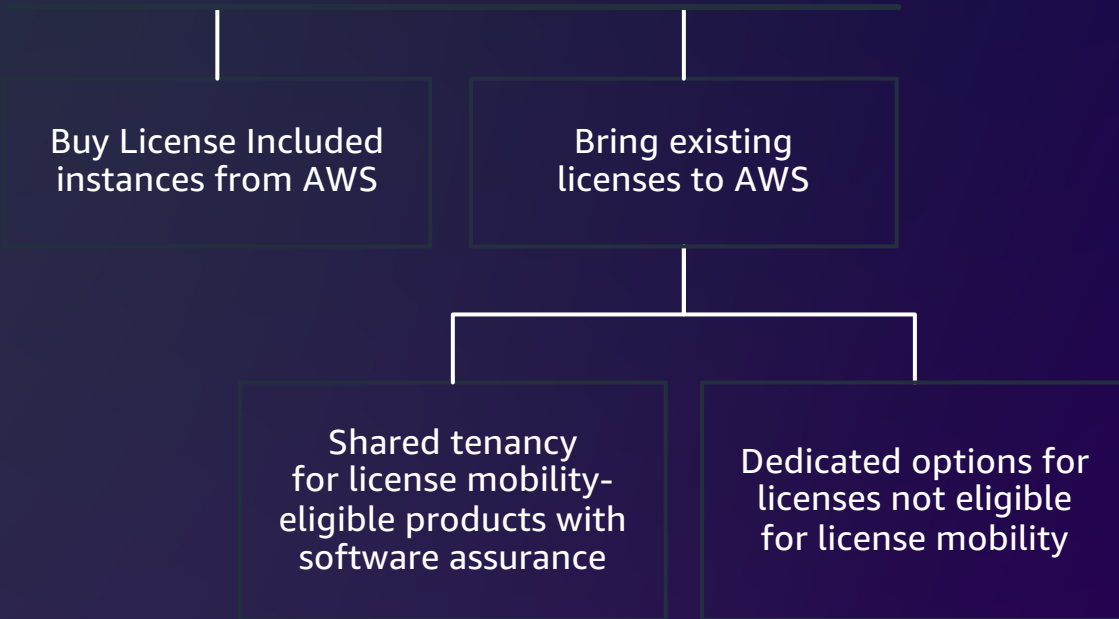 Buy License Included
instances from AWS
Bring existing
licenses to AWS
Shared tenancy
for license mobility-
eligible products with
software assurance
Dedicated options for
licenses not eligible
for license mobility